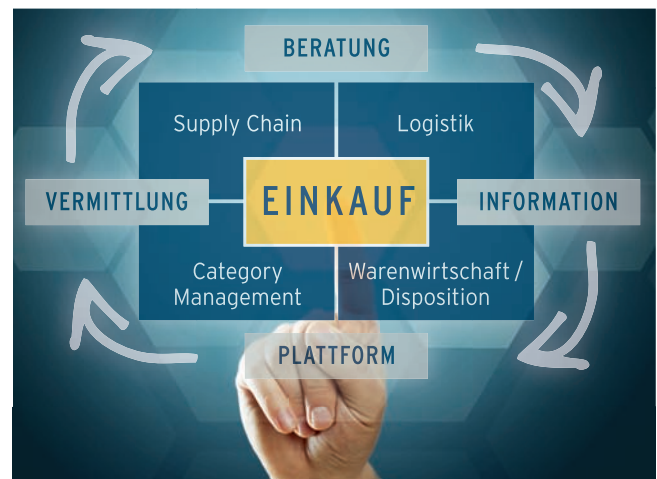 BERATUNG
Supply Chain
Logistik
VERMITTLUNG
EINKAUF
INFORMATION
Category
Management
Warenwirtschaft /
Disposition
PLATTFORM